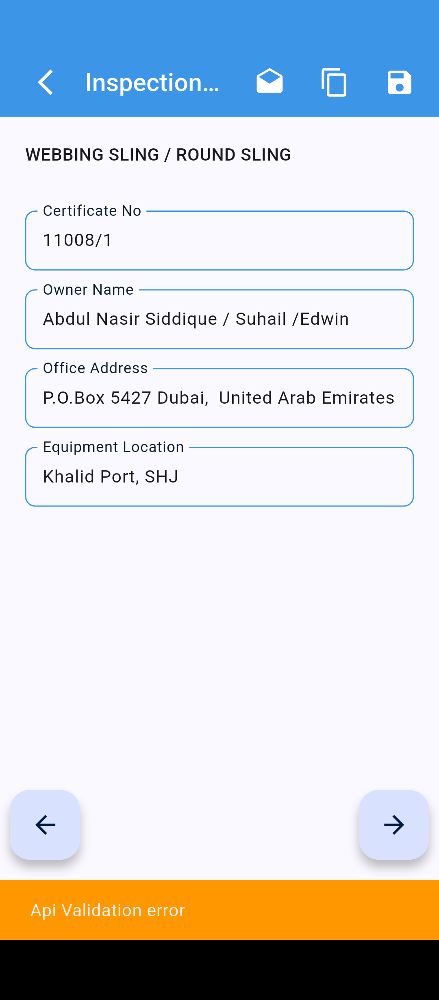 Inspection...
WEBBING SLING / ROUND SLING
Certificate No
11008/1
Owner Name
Abdul Nasir Siddique / Suhail /Edwin
Office Address
P.O.Box 5427 Dubai,  United Arab Emirates
Equipment Location
Khalid Port, SHJ
Api Validation error